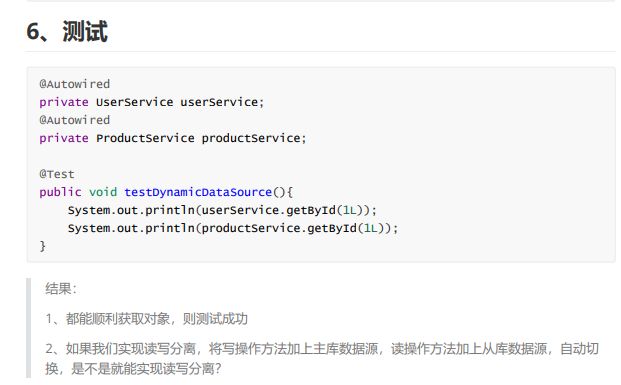 6、测试
@Autowired
private UserService userService;
@Autowired
private ProductService productService;
@Test
public void testDynamicDataSource(){
    System.out.println(userService.getById(1L));
    System.out.println(productService.getById(1L));
}
结果：
1、都能顺利获取对象，则测试成功
2、如果我们实现读写分离，将写操作方法加上主库数据源，读操作方法加上从库数据源，自动切
换，是不是就能实现读写分离？